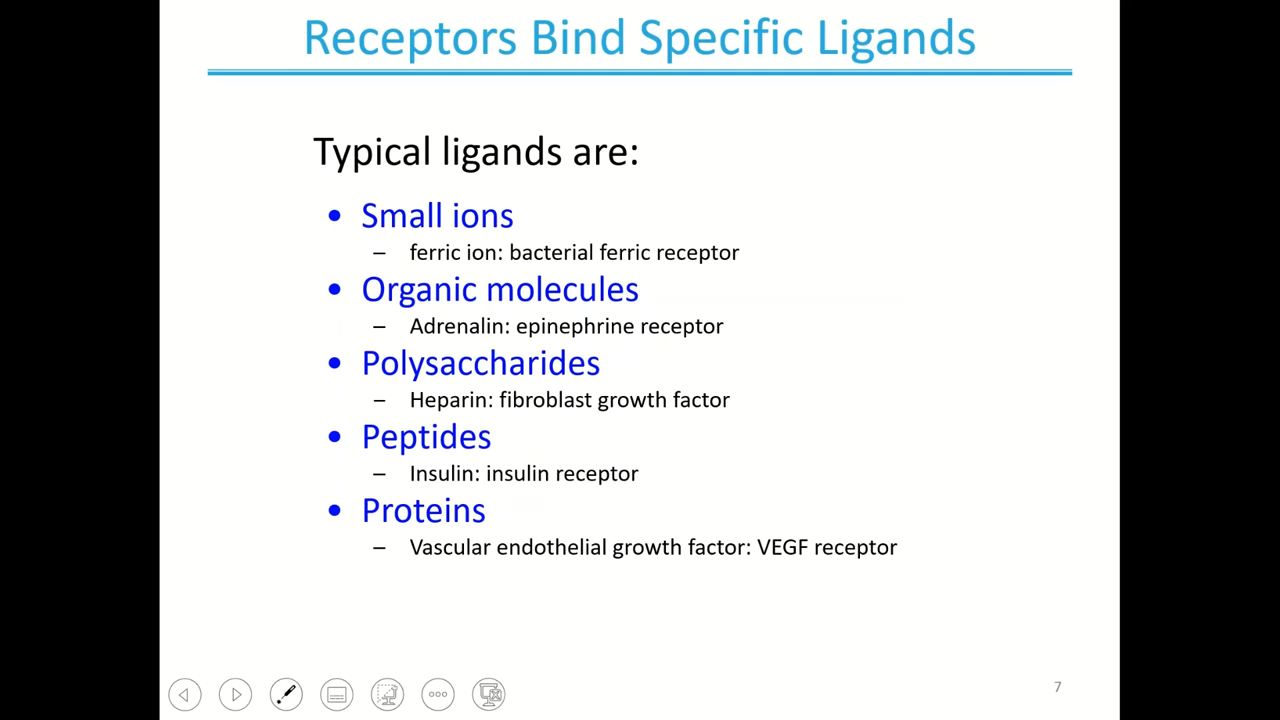 Receptors Bind Specific Ligands
Typical ligands are:
• Small ions
– ferric ion: bacterial ferric receptor
• Organic molecules
– Adrenalin: epinephrine receptor
• Polysaccharides
– Heparin: fibroblast growth factor
• Peptides
– Insulin: insulin receptor
• Proteins
– Vascular endothelial growth factor: VEGF receptor
7